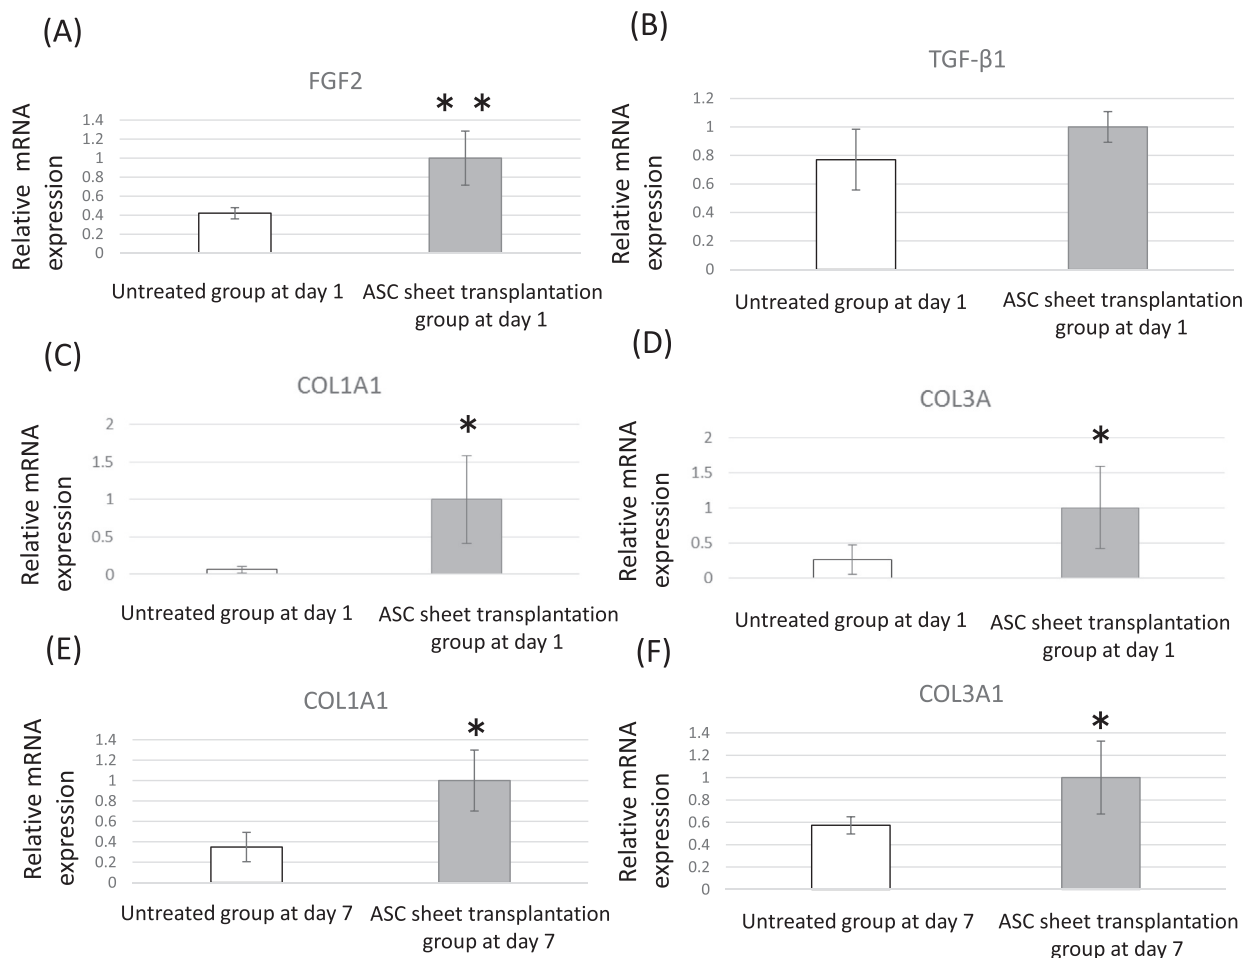 (A)
FGF2
* *
Relative mRNA
expression
1.4
1.2
1
0.8
0.6
0.4
0.2
0
Untreated group at day 1
ASC sheet transplantation
group at day 1
(B)
TGF-β1
Relative mRNA
expression
1.2
1
0.8
0.6
0.4
0.2
0
Untreated group at day 1
ASC sheet transplantation
group at day 1
(C)
COL1A1
*
Relative mRNA
expression
2
1.5
1
0.5
0
Untreated group at day 1
ASC sheet transplantation
group at day 1
(D)
COL3A
*
Relative mRNA
expression
2
1.5
1
0.5
0
Untreated group at day 1
ASC sheet transplantation
group at day 1
(E)
COL1A1
*
Relative mRNA
expression
1.4
1.2
1
0.8
0.6
0.4
0.2
0
Untreated group at day 7
ASC sheet transplantation
group at day 7
(F)
COL3A1
*
Relative mRNA
expression
1.4
1.2
1
0.8
0.6
0.4
0.2
0
Untreated group at day 7
ASC sheet transplantation
group at day 7